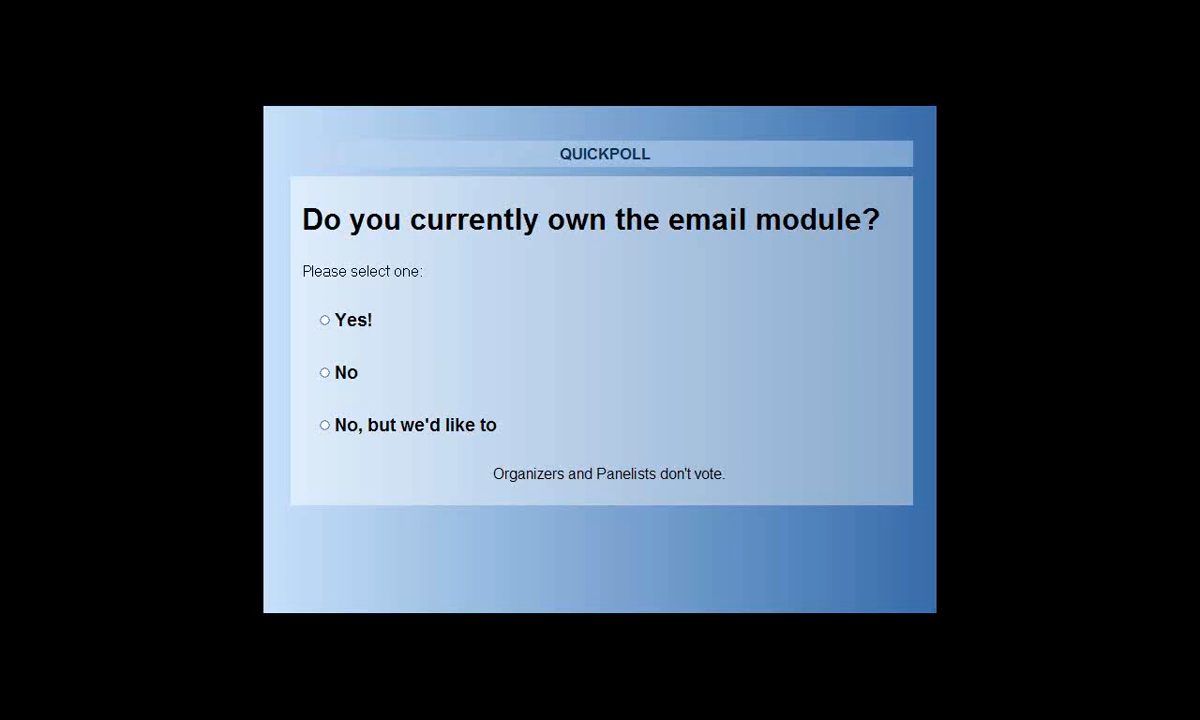 QUICKPOLL
Do you currently own the email module?
Please select one:
Yes!
No
No, but we'd like to
Organizers and Panelists don't vote.